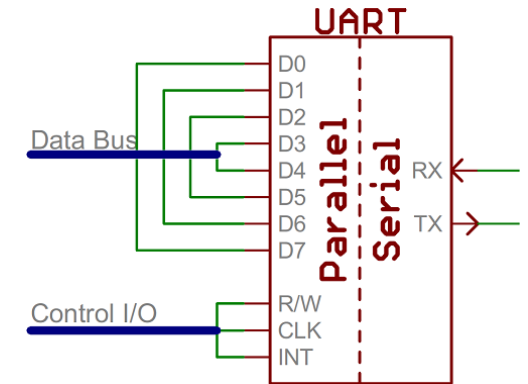 UART
D0
D1
Data Bus
D2
D3
D4
D5
D6
D7
Parallel
Serial
RX
TX
Control I/O
R/W
CLK
INT